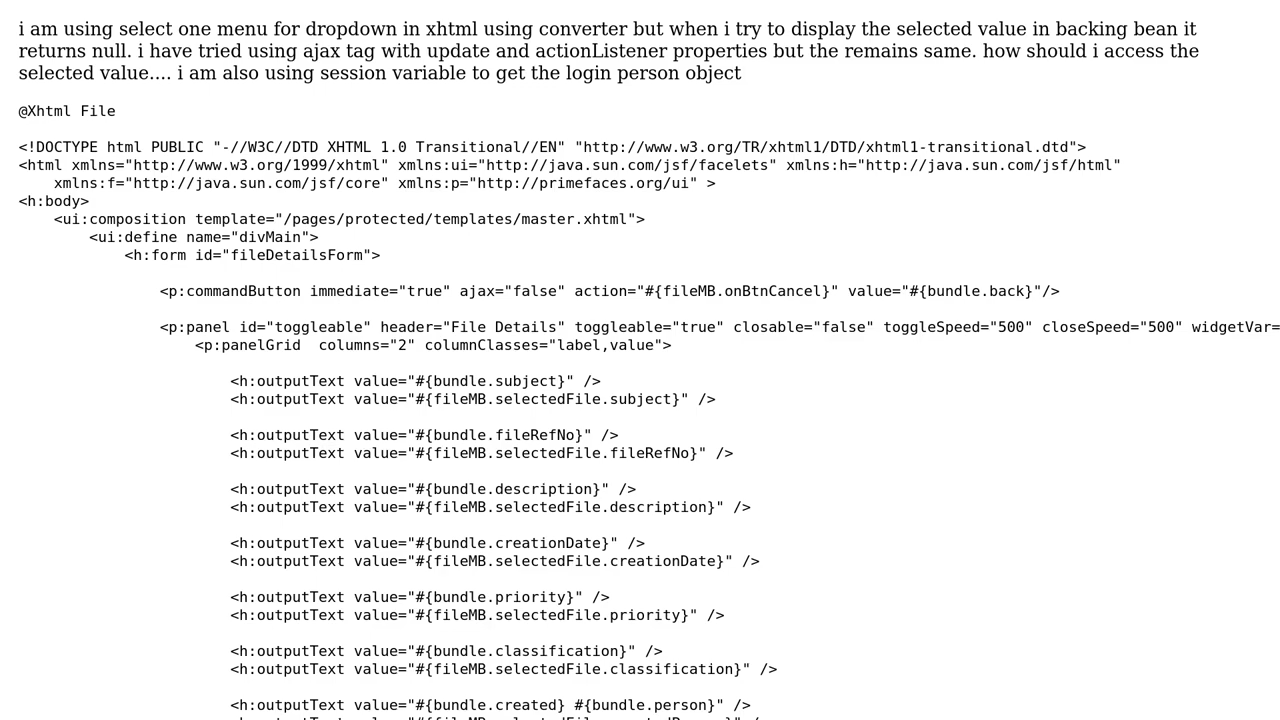 i am using select one menu for dropdown in xhtml using converter but when i try to display the selected value in backing bean it
returns null. i have tried using ajax tag with update and actionListener properties but the remains same. how should i access the
selected value.... i am also using session variable to get the login person object
@Xhtml File
<!DOCTYPE html PUBLIC "-//W3C//DTD XHTML 1.0 Transitional//EN" "http://www.w3.org/TR/xhtml1/DTD/xhtml1-transitional.dtd">
<html xmlns="http://www.w3.org/1999/xhtml" xmlns:ui="http://java.sun.com/jsf/facelets" xmlns:h="http://java.sun.com/jsf/html"
    xmlns:f="http://java.sun.com/jsf/core" xmlns:p="http://primefaces.org/ui" >
<h:body>
    <ui:composition template="/pages/protected/templates/master.xhtml">
        <ui:define name="divMain">
            <h:form id="fileDetailsForm">
                <p:commandButton immediate="true" ajax="false" action="#{fileMB.onBtnCancel}" value="#{bundle.back}"/>
                <p:panel id="toggleable" header="File Details" toggleable="true" closable="false" toggleSpeed="500" closeSpeed="500" widgetVar=
                    <p:panelGrid  columns="2" columnClasses="label,value">
                        <h:outputText value="#{bundle.subject}" />
                        <h:outputText value="#{fileMB.selectedFile.subject}" />
                        <h:outputText value="#{bundle.fileRefNo}" />
                        <h:outputText value="#{fileMB.selectedFile.fileRefNo}" />
                        <h:outputText value="#{bundle.description}" />
                        <h:outputText value="#{fileMB.selectedFile.description}" />
                        <h:outputText value="#{bundle.creationDate}" />
                        <h:outputText value="#{fileMB.selectedFile.creationDate}" />
                        <h:outputText value="#{bundle.priority}" />
                        <h:outputText value="#{fileMB.selectedFile.priority}" />
                        <h:outputText value="#{bundle.classification}" />
                        <h:outputText value="#{fileMB.selectedFile.classification}" />
                        <h:outputText value="#{bundle.created} #{bundle.person}" />